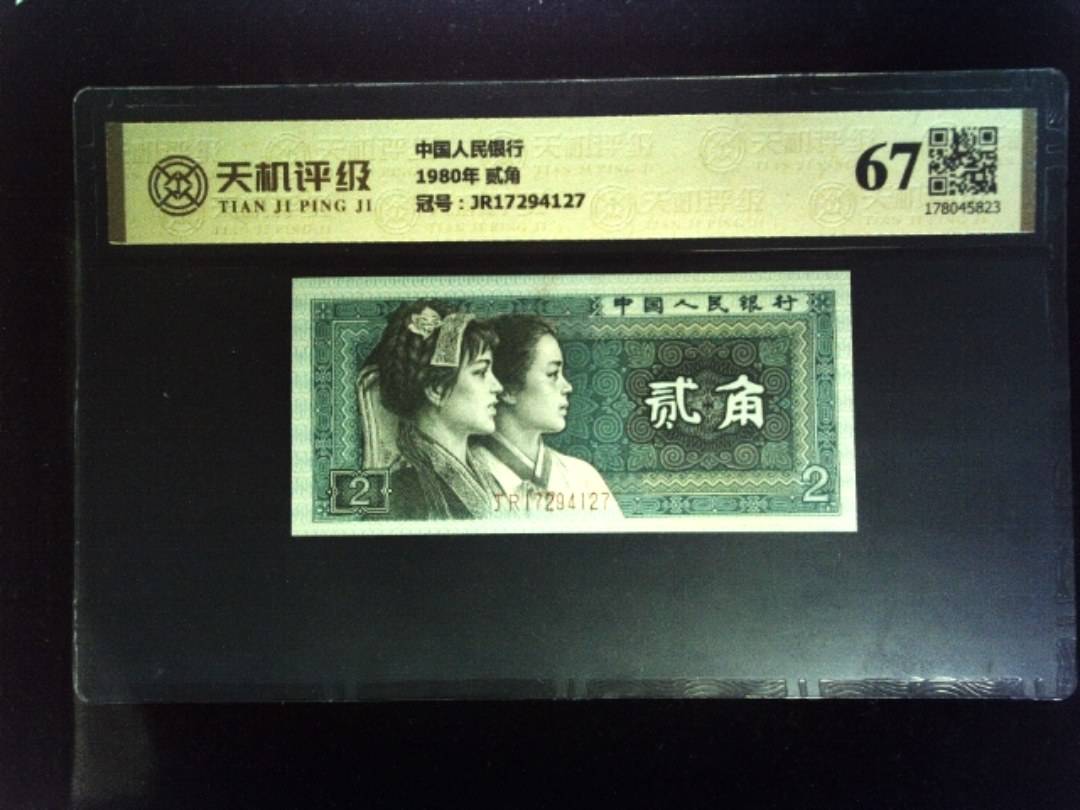 天机评级
TIAN JI PING JI
中国人民银行
1980年 贰角
冠号：JR17294127
67
178045823
中国人民银行
贰角
2
2
JR17294127